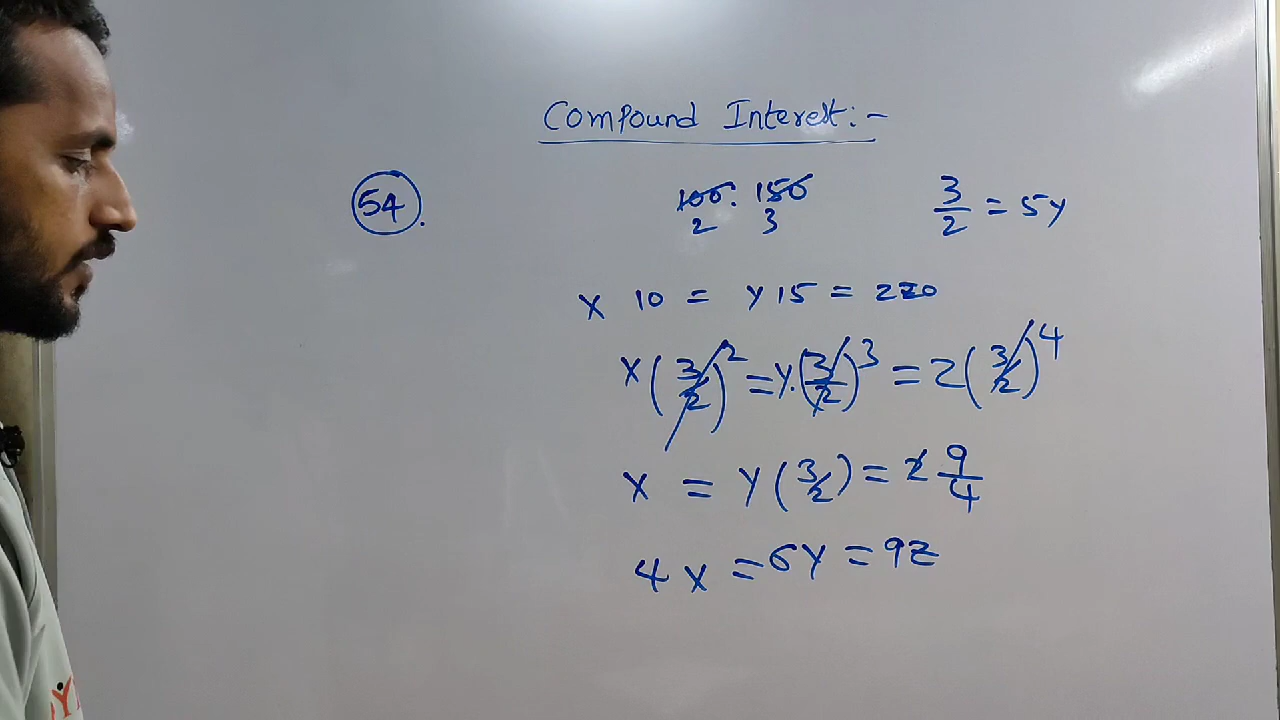 Compound Interest:-
54.
100: 150
2 3
3/2 = 5y
x 10 = y 15 = z20
x(3/2)^2 = y.(3/2)^3 = z(3/2)^4
x = y(3/2) = z 9/4
4x = 6y = 9z